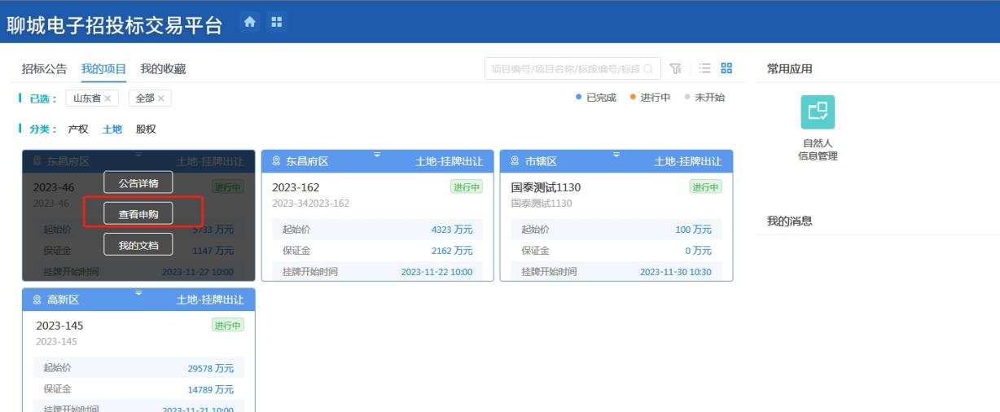 聊城电子招投标交易平台
招标公告 我的项目 我的收藏
项目编号/项目名称/标段编号/标段
常用应用
已选： 山东省 × 全部 ×
已完成 进行中 未开始
分类： 产权 土地 股权
自然人
信息管理
我的消息
东昌府区 土地-挂牌出让
2023-46 进行中
2023-46
公告详情
查看申购
我的文档
起始价 5733 万元
保证金 1147 万元
挂牌开始时间 2023-11-27 10:00
东昌府区 土地-挂牌出让
2023-162 进行中
2023-342023-162
起始价 4323 万元
保证金 2162 万元
挂牌开始时间 2023-11-22 10:00
市辖区 土地-挂牌出让
国泰测试1130 进行中
国泰测试1130
起始价 100 万元
保证金 0 万元
挂牌开始时间 2023-11-30 10:30
高新区 土地-挂牌出让
2023-145 进行中
2023-145
起始价 29578 万元
保证金 14789 万元
挂牌开始时间 2023-11-21 10:00